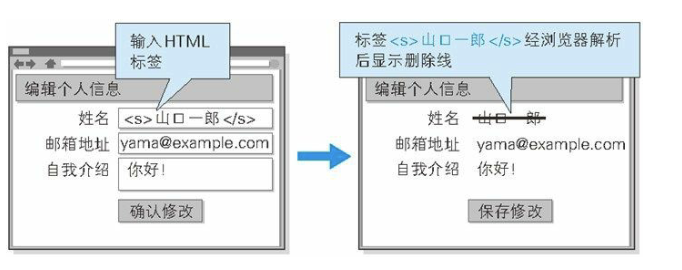 输入HTML
标签
编辑个人信息
姓名 <s>山口一郎</s>
邮箱地址 yama@example.com
自我介绍 你好!
确认修改
标签<s>山口一郎</s>经浏览器解析
后显示删除线
编辑个人信息
姓名 山口一郎
邮箱地址 yama@example.com
自我介绍 你好!
保存修改